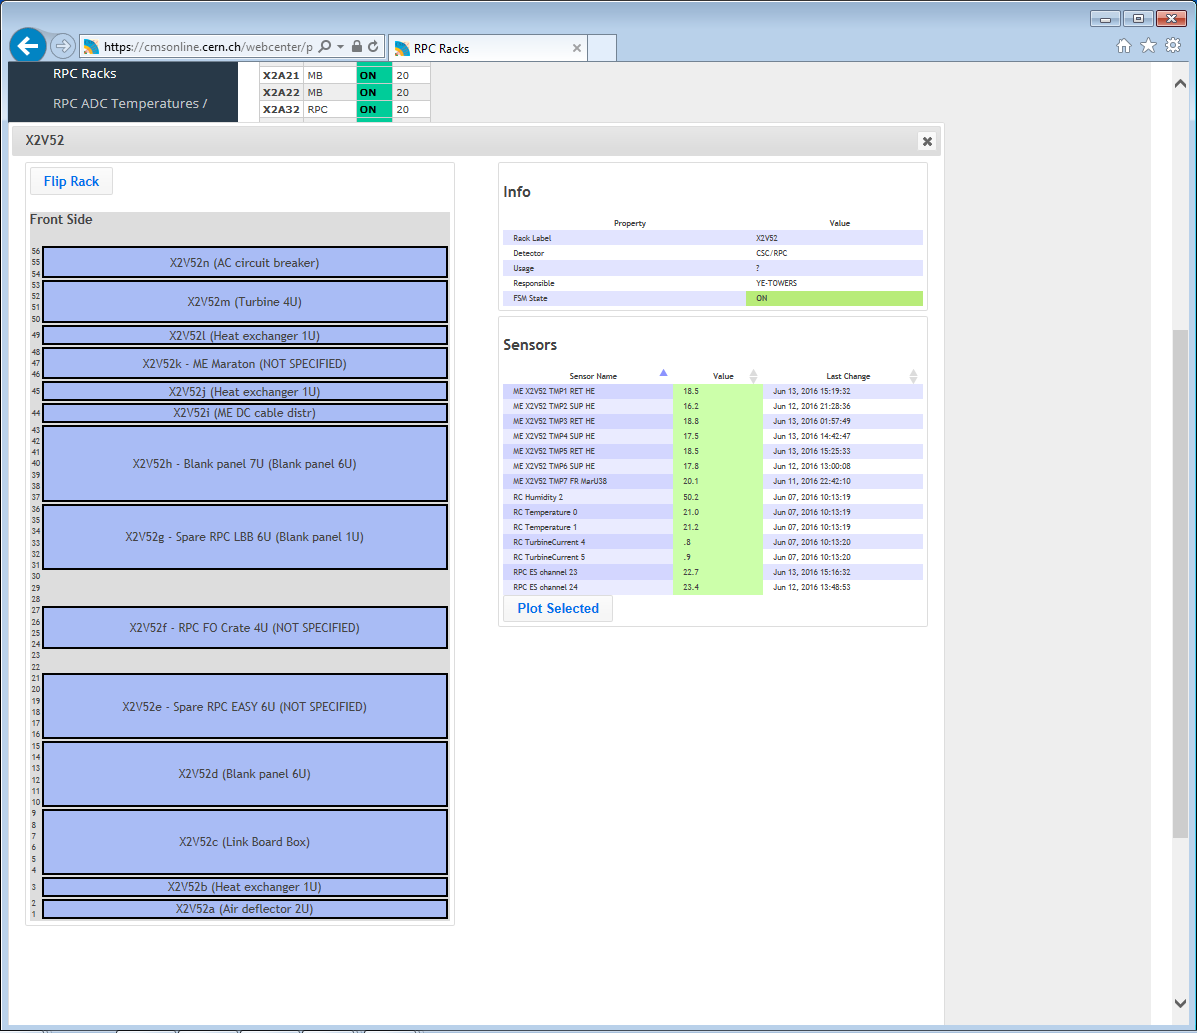 https://cmsonline.cern.ch/webcenter/p
RPC Racks
RPC Racks
RPC ADC Temperatures /
X2A21 MB ON 20
X2A22 MB ON 20
X2A32 RPC ON 20
X2V52
Flip Rack
Front Side
56
55 X2V52n (AC circuit breaker)
54
53
52 X2V52m (Turbine 4U)
51
50
49 X2V52l (Heat exchanger 1U)
48
47 X2V52k - ME Maraton (NOT SPECIFIED)
46
45 X2V52j (Heat exchanger 1U)
44 X2V52i (ME DC cable distr)
43
42
41
40 X2V52h - Blank panel 7U (Blank panel 6U)
39
38
37
36
35
34 X2V52g - Spare RPC LBB 6U (Blank panel 1U)
33
32
31
30
29
28
27
26 X2V52f - RPC FO Crate 4U (NOT SPECIFIED)
25
24
23
22
21
20
19 X2V52e - Spare RPC EASY 6U (NOT SPECIFIED)
18
17
16
15
14
13 X2V52d (Blank panel 6U)
12
11
10
9
8
7 X2V52c (Link Board Box)
6
5
4
3 X2V52b (Heat exchanger 1U)
2 X2V52a (Air deflector 2U)
1
Info
Property Value
Rack Label X2V52
Detector CSC/RPC
Usage ?
Responsible YE-TOWERS
FSM State ON
Sensors
Sensor Name Value Last Change
ME X2V52 TMP1 RET HE 18.5 Jun 13, 2016 15:19:32
ME X2V52 TMP2 SUP HE 16.2 Jun 12, 2016 21:28:36
ME X2V52 TMP3 RET HE 18.8 Jun 13, 2016 01:57:49
ME X2V52 TMP4 SUP HE 17.5 Jun 13, 2016 14:42:47
ME X2V52 TMP5 RET HE 18.5 Jun 13, 2016 15:25:33
ME X2V52 TMP6 SUP HE 17.8 Jun 12, 2016 13:00:08
ME X2V52 TMP7 FR MarU38 20.1 Jun 11, 2016 22:42:10
RC Humidity 2 50.2 Jun 07, 2016 10:13:19
RC Temperature 0 21.0 Jun 07, 2016 10:13:19
RC Temperature 1 21.2 Jun 07, 2016 10:13:19
RC TurbineCurrent 4 .8 Jun 07, 2016 10:13:20
RC TurbineCurrent 5 .9 Jun 07, 2016 10:13:20
RPC ES channel 23 22.7 Jun 13, 2016 15:16:32
RPC ES channel 24 23.4 Jun 12, 2016 13:48:53
Plot Selected